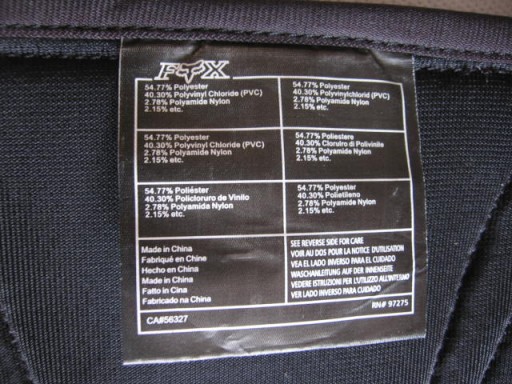 FOX
54.77% Polyester
40.30% Polyvinyl Chloride (PVC)
2.78% Polyamide Nylon
2.15% etc.
54.77% Polyester
40.30% Polyvinylchlorid (PVC)
2.78% Polyamide Nylon
2.15% etc.
54.77% Polyester
40.30% Polyvinyl Chloride (PVC)
2.78% Polyamide Nylon
2.15% etc.
54.77% Poliestere
40.30% Cloruro di Polivinile
2.78% Polyamide Nylon
2.15% etc.
54.77% Poliéster
40.30% Policloruro de Vinilo
2.78% Polyamide Nylon
2.15% etc.
54.77% Polyester
40.30% Polietileno
2.78% Polyamide Nylon
2.15% etc.
Made in China
Fabriqué en China
Hecho en China
Made in China
Fatto in Cina
Fabricado na China
SEE REVERSE SIDE FOR CARE
VOIR AU DOS POUR LA NOTICE D'UTILISATION
VEA EL LADO INVERSO PARA EL CUIDADO
WASCHANLEITUNG AUF DER INNENSEITE
VEDERE ISTRUZIONI PER L'UTILIZZO ALL'INTERNO
VER LADO INVERSO PARA CUIDADO
CA#56327
RN# 97275